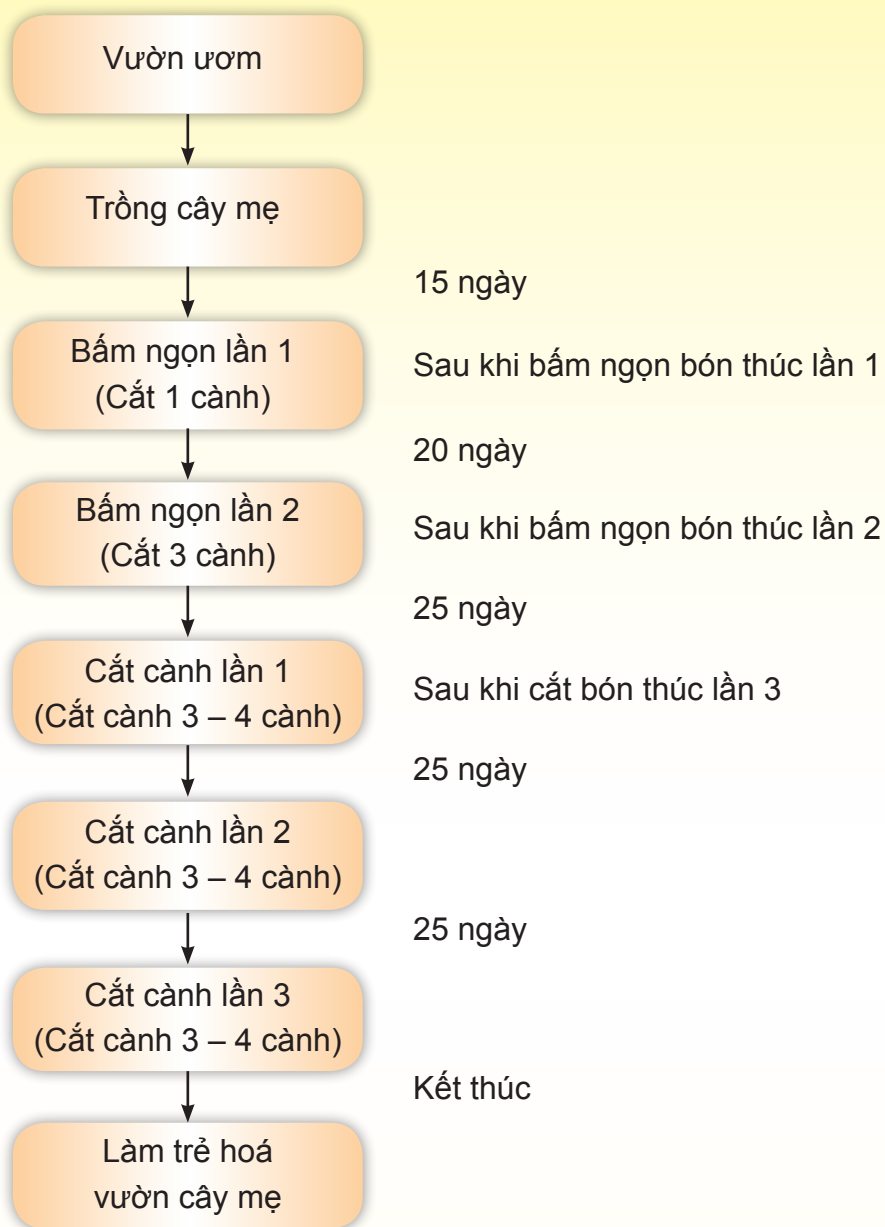 Vườn ươm
Trồng cây mẹ
15 ngày
Bấm ngọn lần 1
(Cắt 1 cành)
Sau khi bấm ngọn bón thúc lần 1
20 ngày
Bấm ngọn lần 2
(Cắt 3 cành)
Sau khi bấm ngọn bón thúc lần 2
25 ngày
Cắt cành lần 1
(Cắt cành 3 – 4 cành)
Sau khi cắt bón thúc lần 3
25 ngày
Cắt cành lần 2
(Cắt cành 3 – 4 cành)
25 ngày
Cắt cành lần 3
(Cắt cành 3 – 4 cành)
Kết thúc
Làm trẻ hoá
vườn cây mẹ